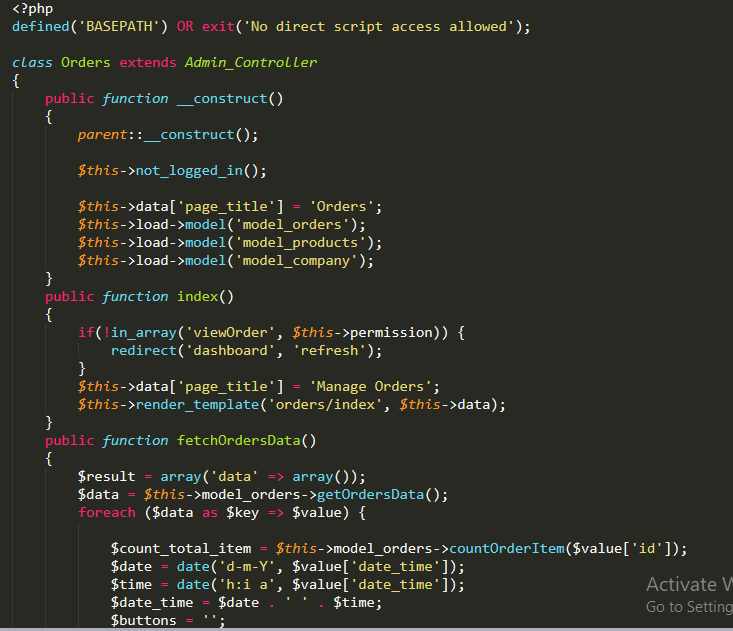 <?php
defined('BASEPATH') OR exit('No direct script access allowed');
class Orders extends Admin_Controller
{
public function __construct()
{
parent::__construct();
$this->not_logged_in();
$this->data['page_title'] = 'Orders';
$this->load->model('model_orders');
$this->load->model('model_products');
$this->load->model('model_company');
}
public function index()
{
if(!in_array('viewOrder', $this->permission)) {
redirect('dashboard', 'refresh');
}
$this->data['page_title'] = 'Manage Orders';
$this->render_template('orders/index', $this->data);
}
public function fetchOrdersData()
{
$result = array('data' => array());
$data = $this->model_orders->getOrdersData();
foreach ($data as $key => $value) {
$count_total_item = $this->model_orders->countOrderItem($value['id']);
$date = date('d-m-Y', $value['date_time']);
$time = date('h:i a', $value['date_time']);
$date_time = $date . ' ' . $time;
$buttons = '';
Activate W
Go to Setting